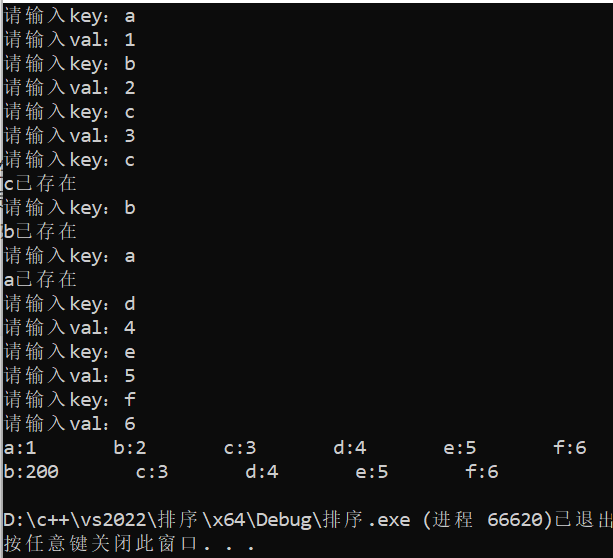 请输入key: a
请输入val: 1
请输入key: b
请输入val: 2
请输入key: c
请输入val: 3
请输入key: c
c已存在
请输入key: b
b已存在
请输入key: a
a已存在
请输入key: d
请输入val: 4
请输入key: e
请输入val: 5
请输入key: f
请输入val: 6
a:1 b:2 c:3 d:4 e:5 f:6
b:200 c:3 d:4 e:5 f:6
D:\c++\vs2022\排序\x64\Debug\排序.exe (进程 66620)已退出
按任意键关闭此窗口. . .